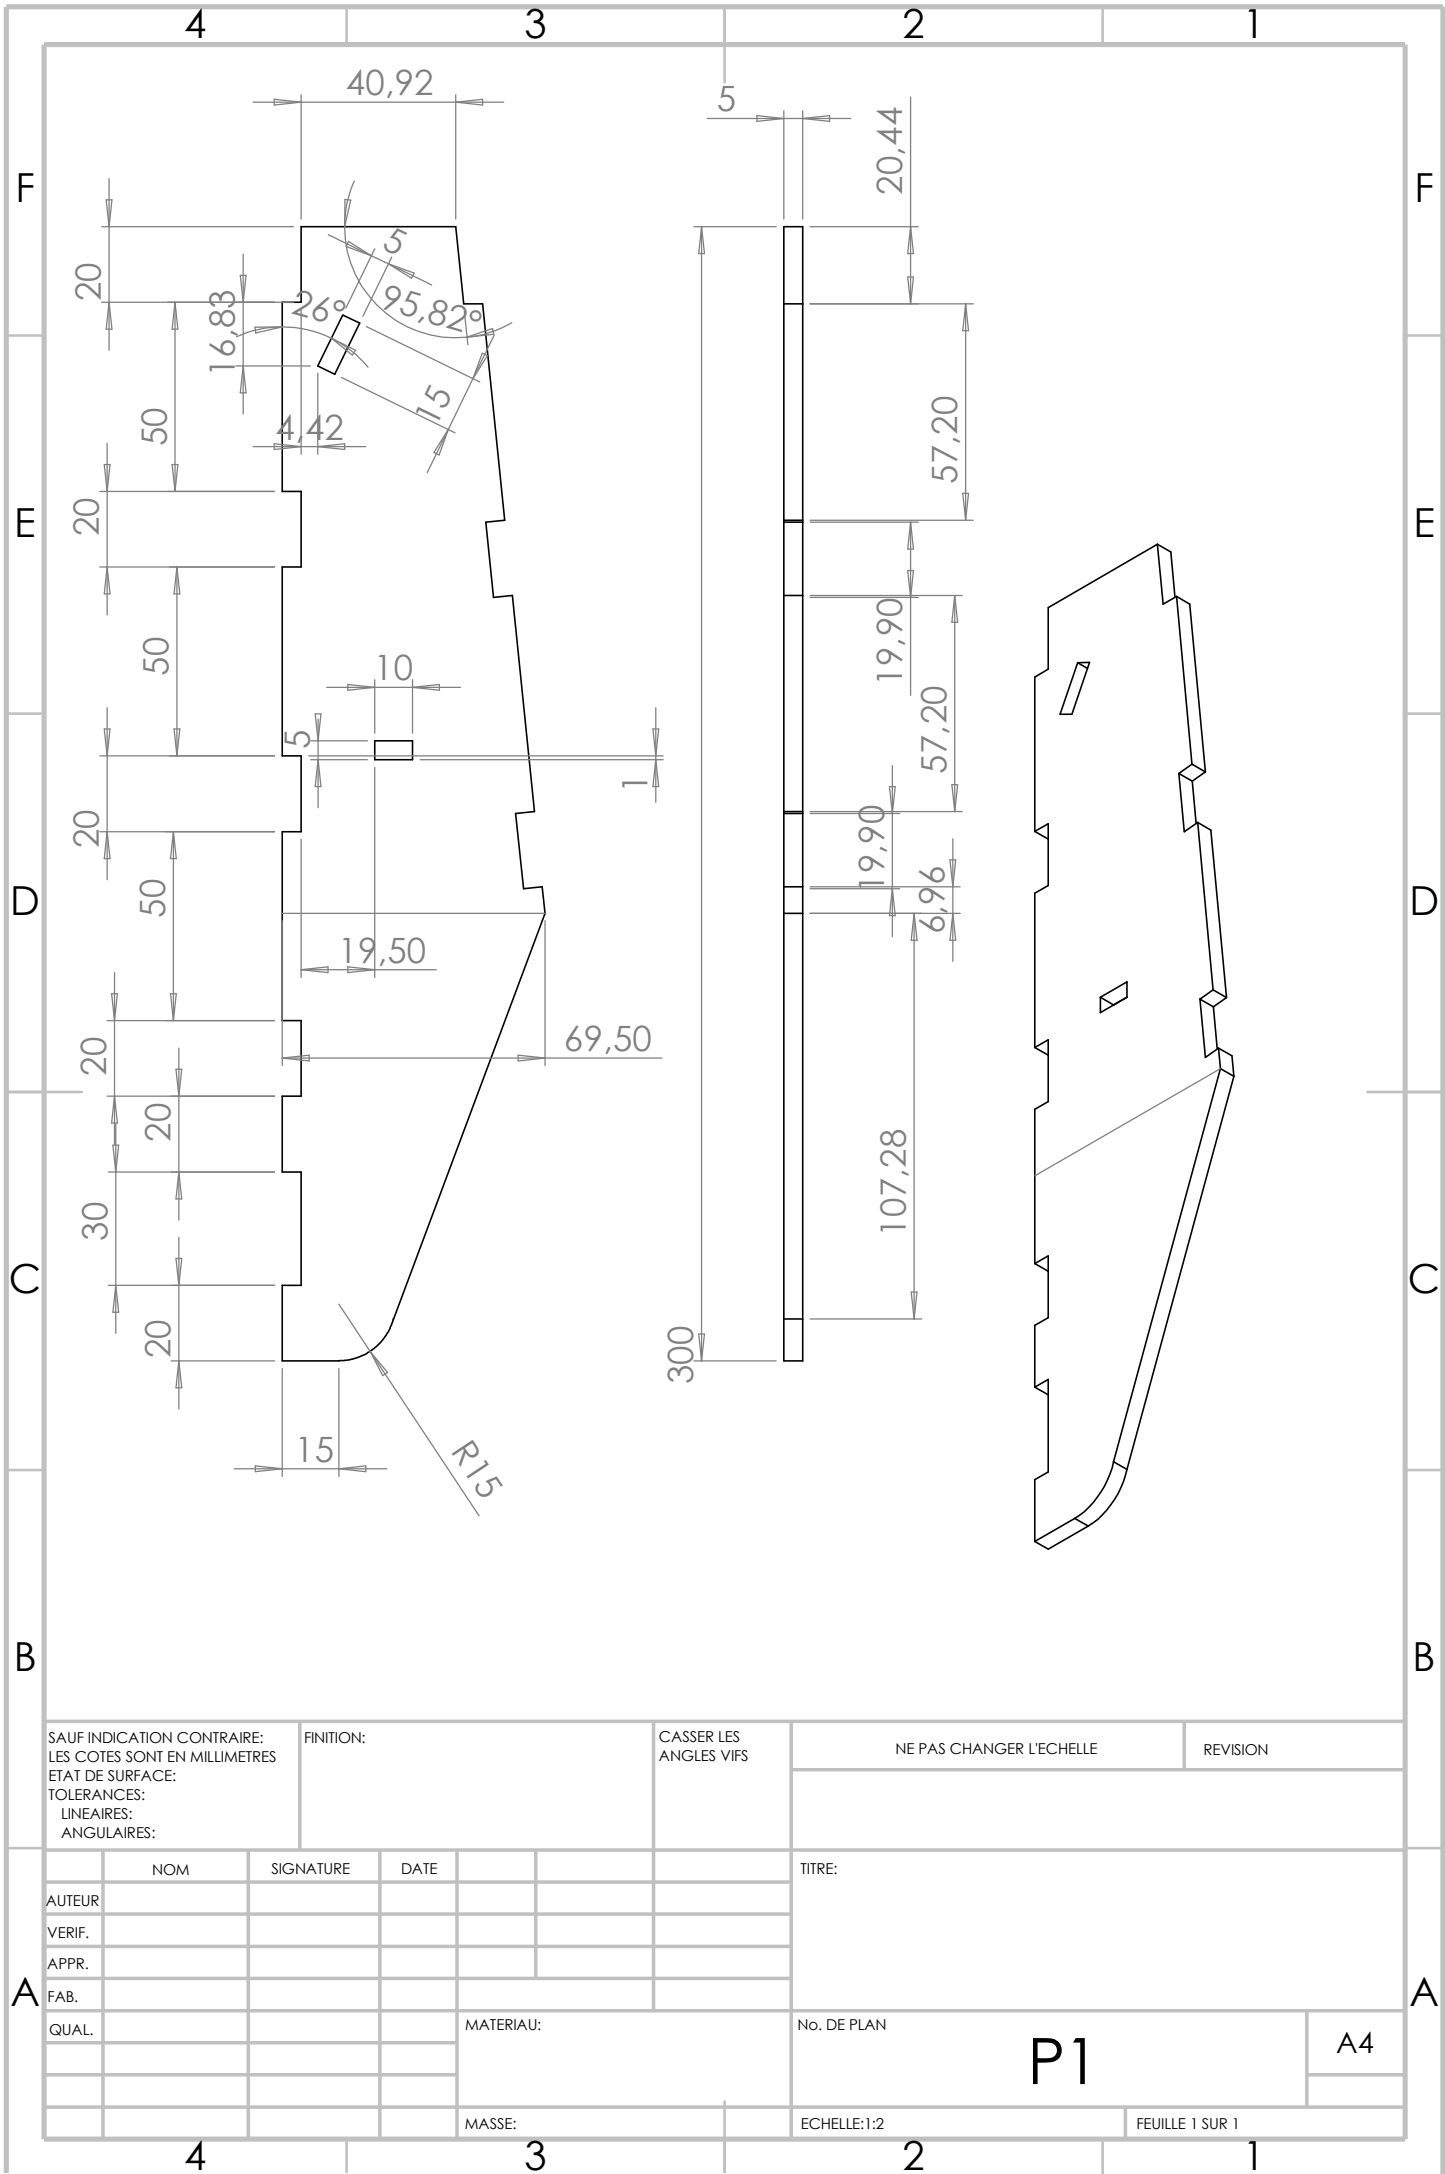 4 3 2 1
40,92
5
20,44
F F
5
20
26°
95,82°
16,83
15
50
4,42
57,20
20
E E
19,90
50
10
57,20
5
1
20
19,90
50
6,96
D D
19,50
69,50
20
20
107,28
30
C C
20
300
15
R15
B B
SAUF INDICATION CONTRAIRE:
LES COTES SONT EN MILLIMETRES
ETAT DE SURFACE:
TOLERANCES:
LINEAIRES:
ANGULAIRES:
FINITION:
CASSER LES
ANGLES VIFS
NE PAS CHANGER L'ECHELLE
REVISION
NOM SIGNATURE DATE
TITRE:
AUTEUR
VERIF.
APPR.
FAB.
A A
QUAL.
MATERIAU:
No. DE PLAN
P1
A4
MASSE:
ECHELLE:1:2
FEUILLE 1 SUR 1
4 3 2 1